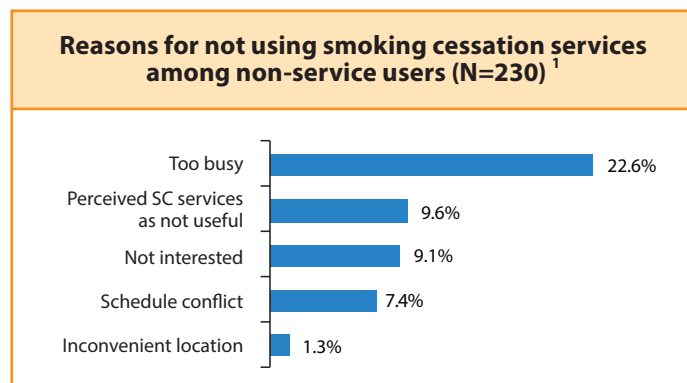 Reasons for not using smoking cessation services
among non-service users (N=230) 1
Too busy
22.6%
Perceived SC services
as not useful
9.6%
Not interested
9.1%
Schedule conflict
7.4%
Inconvenient location
1.3%